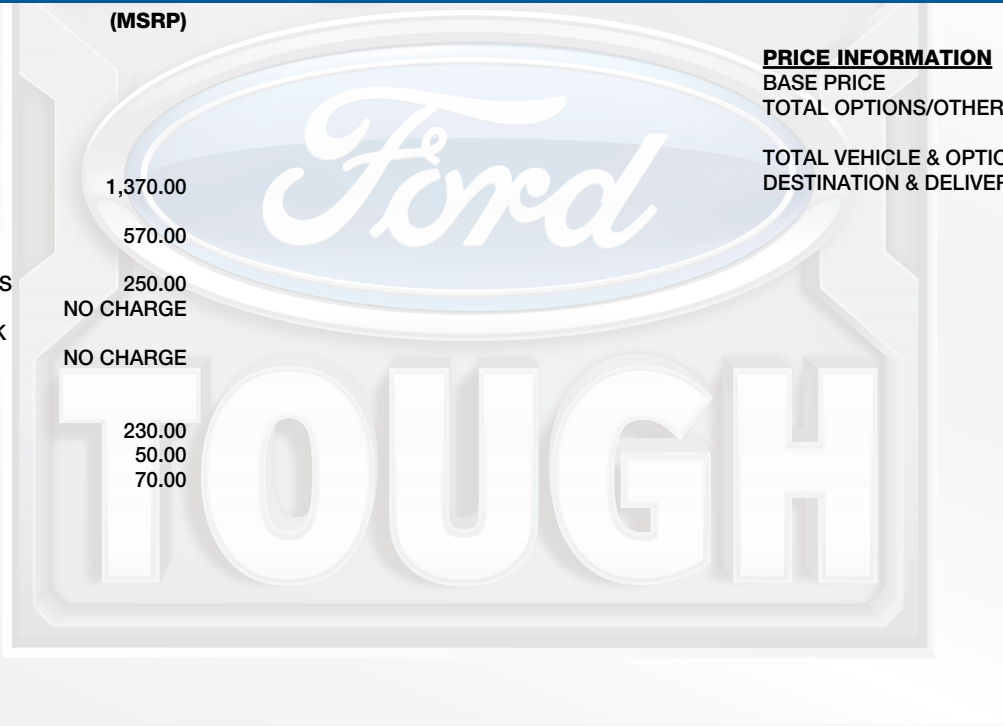 (MSRP)
1,370.00
570.00
S 250.00
NO CHARGE
K
NO CHARGE
230.00
50.00
70.00
PRICE INFORMATION
BASE PRICE
TOTAL OPTIONS/OTHER
TOTAL VEHICLE & OPTIO
DESTINATION & DELIVER
Ford
TOUGH